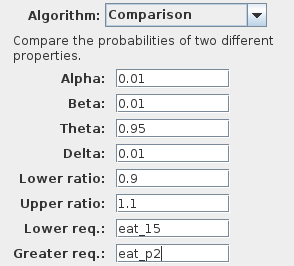 Algorithm: Comparison
Compare the probabilities of two different
properties.
Alpha: 0.01
Beta: 0.01
Theta: 0.95
Delta: 0.01
Lower ratio: 0.9
Upper ratio: 1.1
Lower req.: eat_15
Greater req.: eat_p2